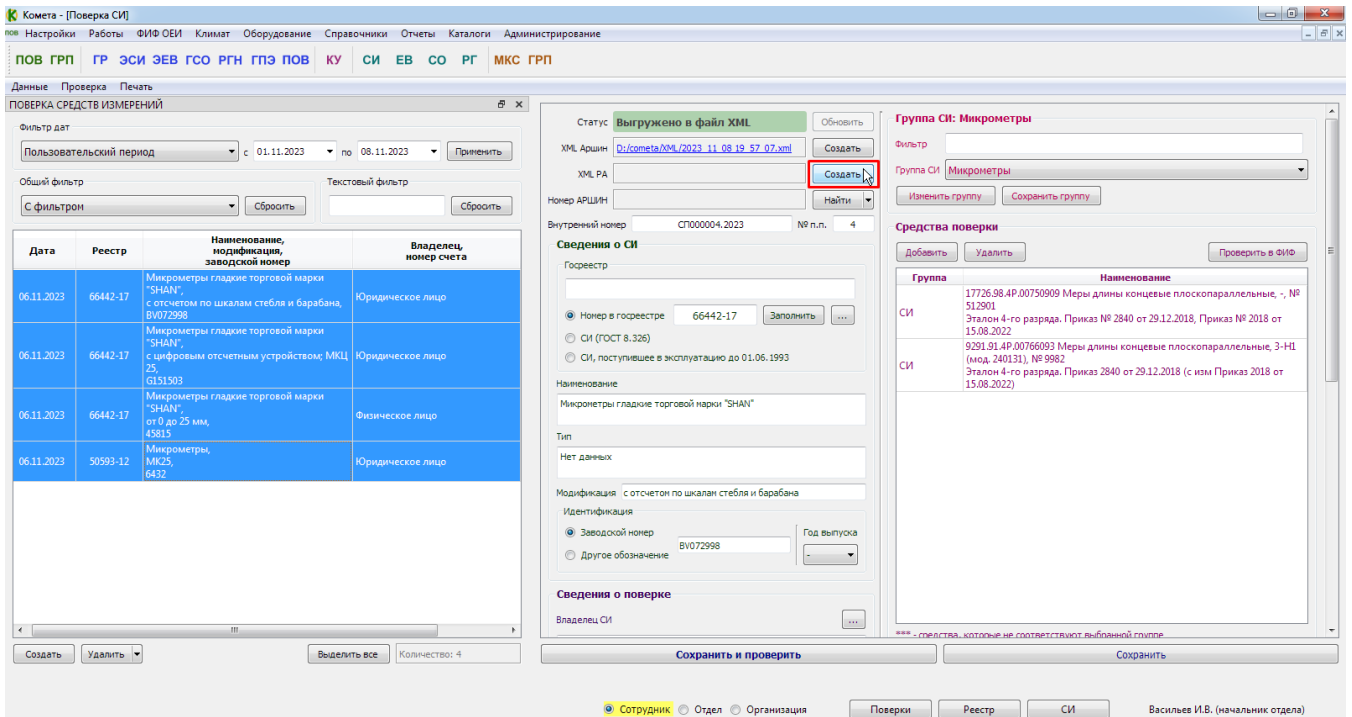 Комета - [Поверка СИ]
Настройки Работы ФИФ ОЕИ Климат Оборудование Справочники Отчеты Каталоги Администрирование
ПОВ ГРП ГР ЭСИ ЭЕВ ГСО РГН ГПЭ ПОВ КУ СИ ЕВ СО РГ МКС ГРП
Данные Проверка Печать
ПОВЕРКА СРЕДСТВ ИЗМЕРЕНИЙ
Фильтр дат
Пользовательский период с 01.11.2023 по 08.11.2023 Применить
Общий фильтр Текстовый фильтр
С фильтром Сбросить Сбросить
Дата Реестр Наименование, модификация, заводской номер Владелец, номер счета
06.11.2023 66442-17 Микрометры гладкие торговой марки
"SHAN",
с отсчетом по шкалам стебля и барабана,
BV072998
Юридическое лицо
06.11.2023 66442-17 Микрометры гладкие торговой марки
"SHAN",
с цифровым отсчетным устройством; МКЦ
25,
G151503
Юридическое лицо
06.11.2023 66442-17 Микрометры гладкие торговой марки
"SHAN",
от 0 до 25 мм,
45815
Физическое лицо
06.11.2023 50593-12 Микрометры,
МК25,
6432
Юридическое лицо
Создать Удалить Выделить все Количество: 4
Статус Выгружено в файл XML Обновить
XML Аршин D:/cometa/XML/2023_11_08 19_57_07.xml Создать
XML РА Создать
Номер АРШИН Найти
Внутренний номер СП000004.2023 № п.п. 4
Сведения о СИ
Госреестр
Номер в госреестре 66442-17 Заполнить ...
СИ (ГОСТ 8.326)
СИ, поступившее в эксплуатацию до 01.06.1993
Наименование
Микрометры гладкие торговой марки "SHAN"
Тип
Нет данных
Модификация с отсчетом по шкалам стебля и барабана
Идентификация
Заводской номер
Другое обозначение
BV072998
Год выпуска
-
Сведения о поверке
Владелец СИ ...
Группа СИ: Микрометры
Фильтр
Группа СИ Микрометры
Изменить группу Сохранить группу
Средства поверки
Добавить Удалить Проверить в ФИФ
Группа Наименование
СИ 17726.98.4Р.00750909 Меры длины концевые плоскопараллельные, -, №
512901
Эталон 4-го разряда. Приказ № 2840 от 29.12.2018, Приказ № 2018 от
15.08.2022
СИ 9291.91.4Р.00766093 Меры длины концевые плоскопараллельные, 3-Н1
(мод. 240131), № 9982
Эталон 4-го разряда. Приказ 2840 от 29.12.2018 (с изм Приказ 2018 от
15.08.2022)
*** - средства, которые не соответствуют выбранной группе
Сохранить и проверить Сохранить
Сотрудник Отдел Организация Поверки Реестр СИ Васильев И.В. (начальник отдела)